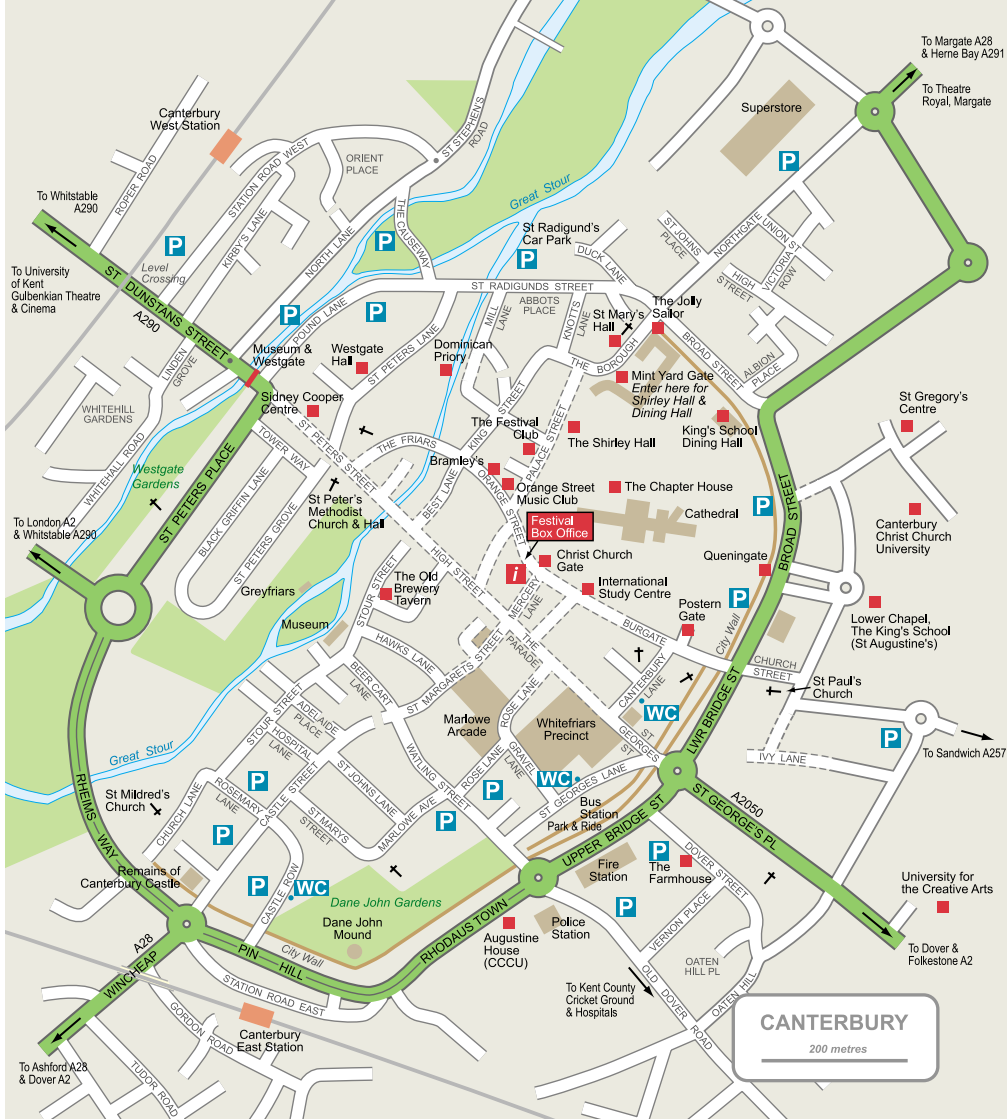 To Margate A28
& Herne Bay A291
To Theatre
Royal, Margate
Superstore
P
Canterbury
West Station
ROPER ROAD
STATION ROAD WEST
ORIENT
PLACE
ST STEPHEN'S
ROAD
To Whitstable
A290
KIRBY'S LANE
P
Level
Crossing
NORTH LANE
THE CAUSEWAY
P
Great Stour
St Radigund's
Car Park
P
DUCK LANE
ST JOHNS
PLACE
NORTHGATE
UNION ST
VICTORIA
ROW
HIGH
STREET
To University
of Kent
Gulbenkian Theatre
& Cinema
ST DUNSTANS STREET
A290
P
POUND LANE
P
ST RADIGUNDS STREET
MILL
LANE
ABBOTS
PLACE
KNOTTS
LANE
St Mary's
Hall
The Jolly
Sailor
LINDEN
GROVE
Museum &
Westgate
Westgate
Hall
ST PETERS LANE
Dominican
Priory
THE BOROUGH
BROAD STREET
ALBION
PLACE
Mint Yard Gate
Enter here for
Shirley Hall &
Dining Hall
WHITEHILL
GARDENS
Sidney Cooper
Centre
King's School
Dining Hall
St Gregory's
Centre
WHITEHALL ROAD
TOWER WAY
ST PETERS STREET
THE FRIARS
KING STREET
The Festival
Club
PALACE STREET
The Shirley Hall
Bramley's
Westgate
Gardens
ST PETERS PLACE
BLACK GRIFFIN LANE
ST PETERS GROVE
St Peter's
Methodist
Church & Hall
BEST LANE
ORANGE STREET
Orange Street
Music Club
The Chapter House
Cathedral
P
BROAD STREET
Canterbury
Christ Church
University
To London A2
& Whitstable A290
Festival
Box Office
Christ Church
Gate
i
International
Study Centre
Queningate
P
HIGH STREET
STOUR STREET
The Old
Brewery
Tavern
Greyfriars
MERCERY
LANE
Postern
Gate
City Wall
Lower Chapel,
The King's School
(St Augustine's)
Museum
HAWKS LANE
BEER CART
LANE
ST MARGARETS STREET
THE
PARADE
BURGATE
CANTERBURY
LANE
CHURCH
STREET
St Paul's
Church
STOUR STREET
ADELAIDE
PLACE
HOSPITAL
LANE
Marlowe
Arcade
ROSE LANE
Whitefriars
Precinct
WC
GEORGES
ST
LWR BRIDGE ST
P
To Sandwich A257
IVY LANE
Great Stour
RHEIMS WAY
WATLING STREET
GRAVEL
LANE
WC
ST GEORGES LANE
St Mildred's
Church
CHURCH LANE
ROSEMARY
LANE
P
CASTLE STREET
ST JOHNS LANE
ST MARYS
STREET
MARLOWE AVE
ROSE LANE
P
P
P
Bus
Station
Park & Ride
UPPER BRIDGE ST
ST GEORGE'S PL
A2050
Remains of
Canterbury Castle
P
CASTLE ROW
WC
Dane John Gardens
Dane John
Mound
Fire
Station
P
The
Farmhouse
DOVER STREET
P
University for
the Creative Arts
City Wall
RHODAUS TOWN
Augustine
House
(CCCU)
Police
Station
VERNON PLACE
OATEN
HILL PL
To Dover &
Folkestone A2
A28
WINCHEAP
PIN HILL
STATION ROAD EAST
To Kent County
Cricket Ground
& Hospitals
OLD DOVER ROAD
OATEN HILL
GORDON ROAD
Canterbury
East Station
To Ashford A28
& Dover A2
TUDOR ROAD
CANTERBURY
200 metres